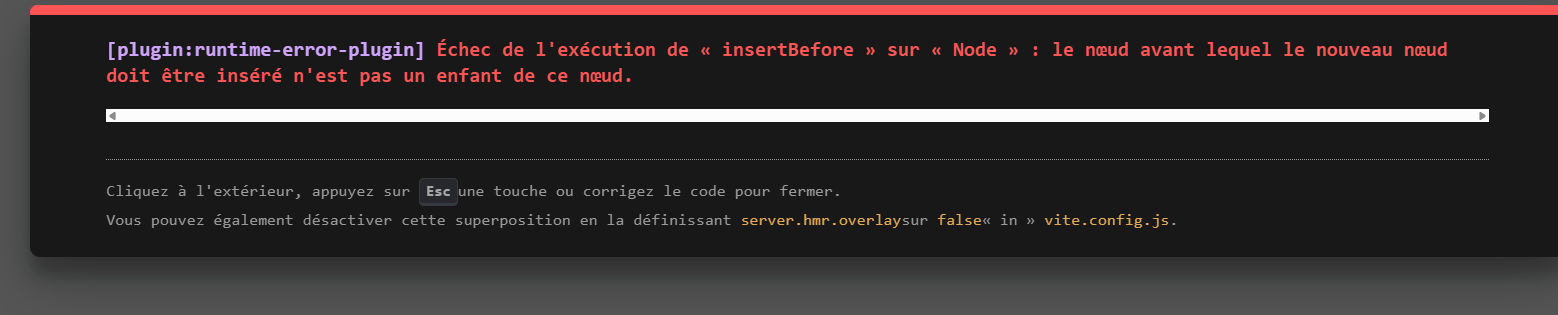 [plugin:runtime-error-plugin] Échec de l'exécution de « insertBefore » sur « Node » : le nœud avant lequel le nouveau nœud
doit être inséré n'est pas un enfant de ce nœud.
Cliquez à l'extérieur, appuyez sur Esc une touche ou corrigez le code pour fermer.
Vous pouvez également désactiver cette superposition en la définissant server.hmr.overlaysur false« in » vite.config.js.